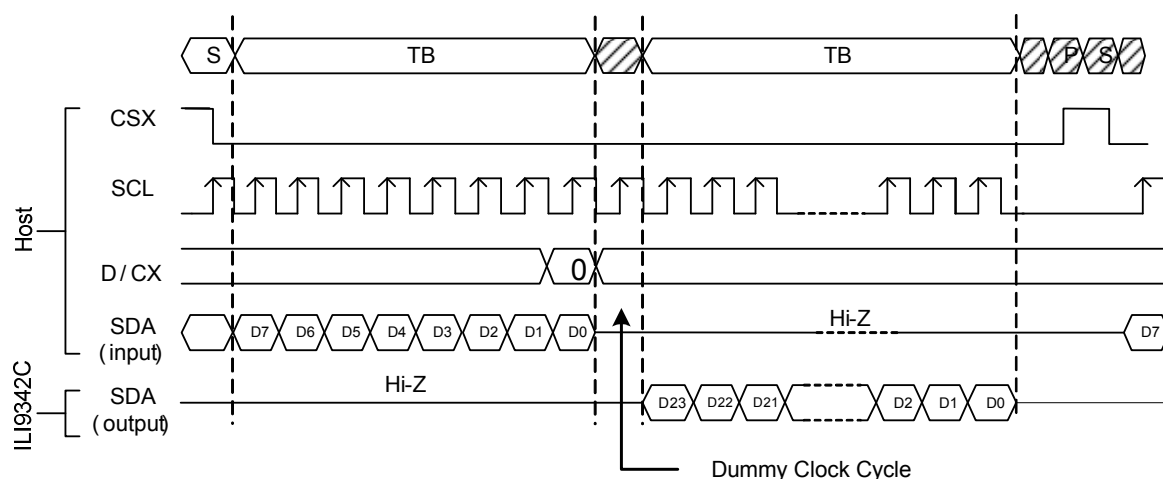 S TB TB P S
Host
CSX
SCL
D/CX 0
SDA
(input)
D7 D6 D5 D4 D3 D2 D1 D0 Hi-Z D7
ILI9342C
SDA
(output)
Hi-Z D23 D22 D21 D2 D1 D0
Dummy Clock Cycle